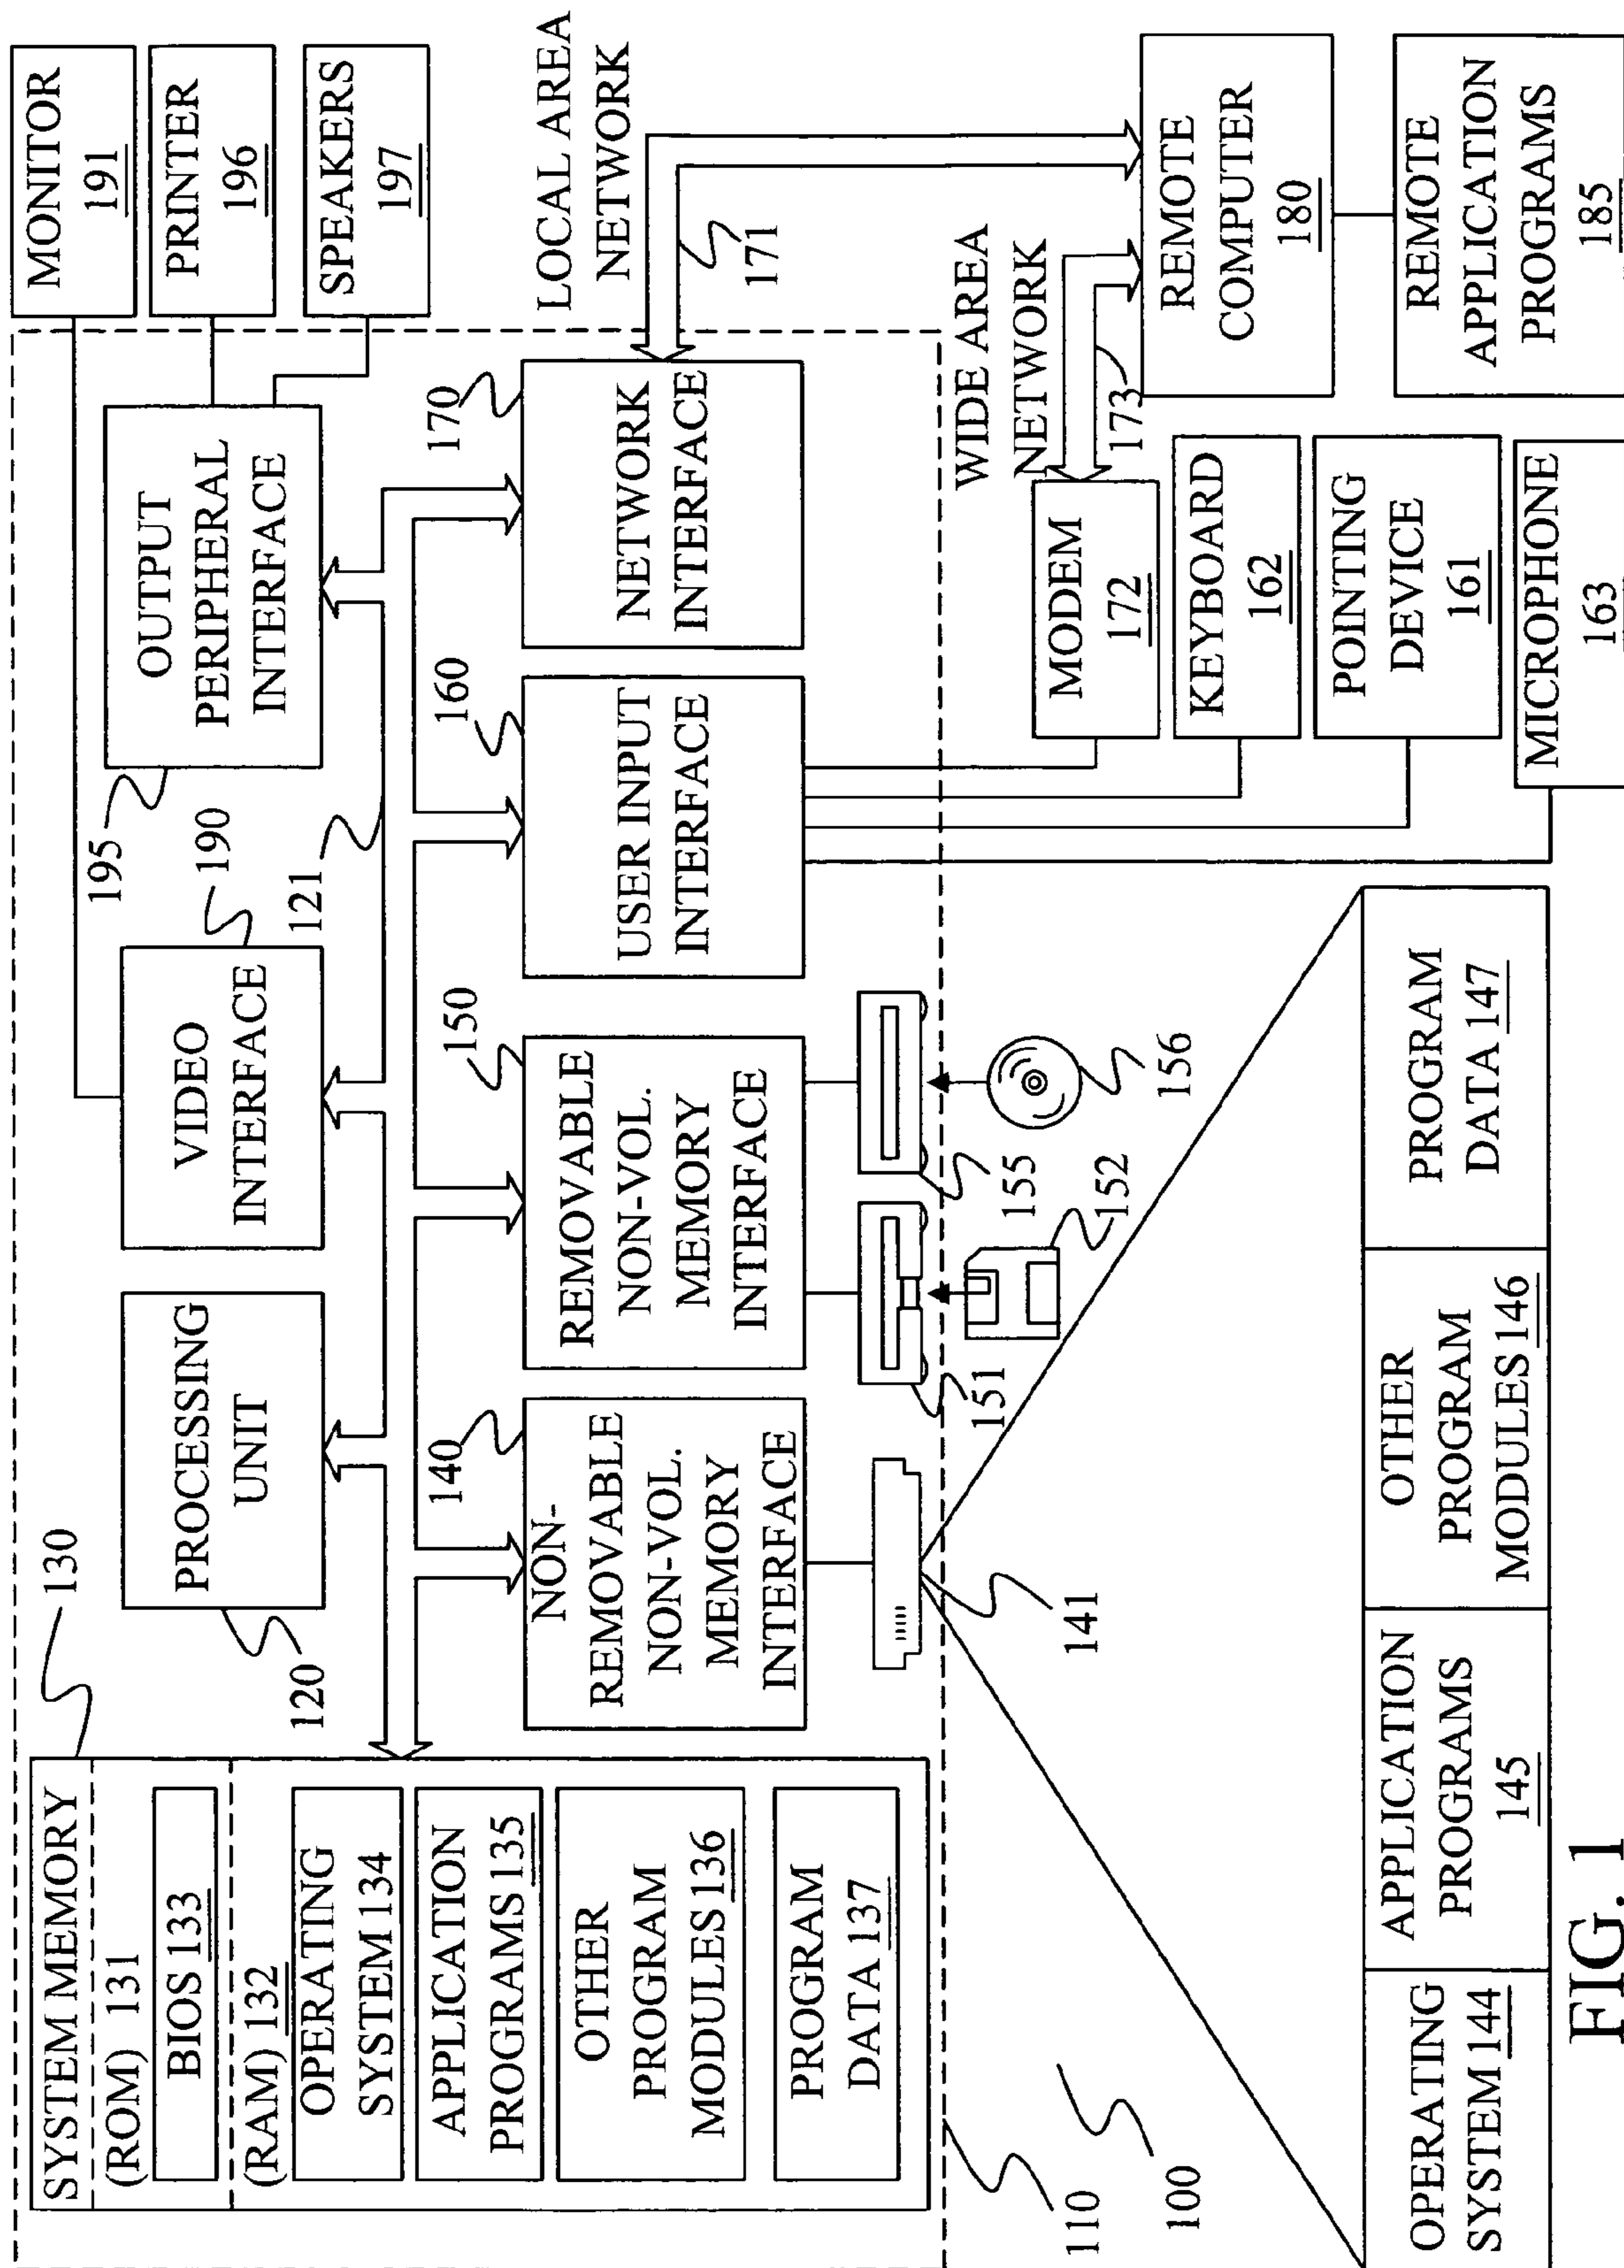 SYSTEM MEMORY
(ROM) 131
BIOS 133
(RAM) 132
OPERATING
SYSTEM 134
APPLICATION
PROGRAMS 135
OTHER
PROGRAM
MODULES 136
PROGRAM
DATA 137
130
120
PROCESSING
UNIT
VIDEO
INTERFACE
190
121
195
OUTPUT
PERIPHERAL
INTERFACE
MONITOR
191
PRINTER
196
SPEAKERS
197
140
NON-
REMOVABLE
NON-VOL.
MEMORY
INTERFACE
150
REMOVABLE
NON-VOL.
MEMORY
INTERFACE
160
USER INPUT
INTERFACE
170
NETWORK
INTERFACE
LOCAL AREA
NETWORK
171
WIDE AREA
NETWORK
173
141
151
152
155
156
MODEM
172
KEYBOARD
162
POINTING
DEVICE
161
MICROPHONE
163
REMOTE
COMPUTER
180
REMOTE
APPLICATION
PROGRAMS
185
110
100
OPERATING
SYSTEM 144
APPLICATION
PROGRAMS
145
OTHER
PROGRAM
MODULES 146
PROGRAM
DATA 147
FIG. 1